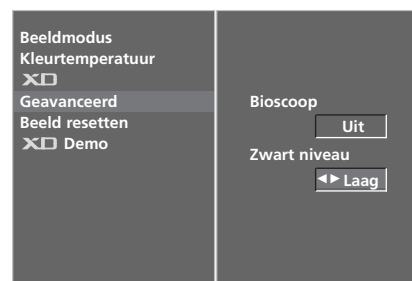 Beeldmodus
Kleurtemperatuur
XD
Geavanceerd
Beeld resetten
XD Demo
Bioscoop
Uit
Zwart niveau
◄► Laag